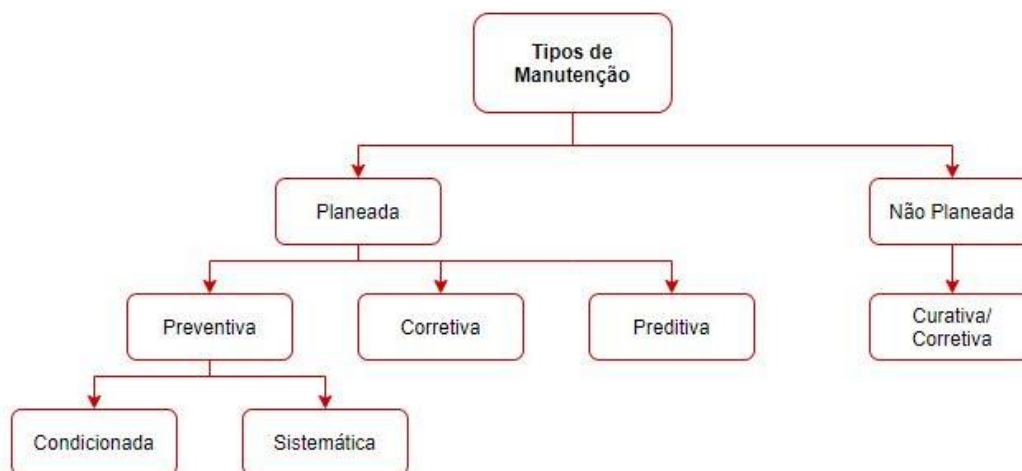 Tipos de
Manutenção
Planeada
Não Planeada
Preventiva
Corretiva
Preditiva
Curativa/
Corretiva
Condicionada
Sistemática